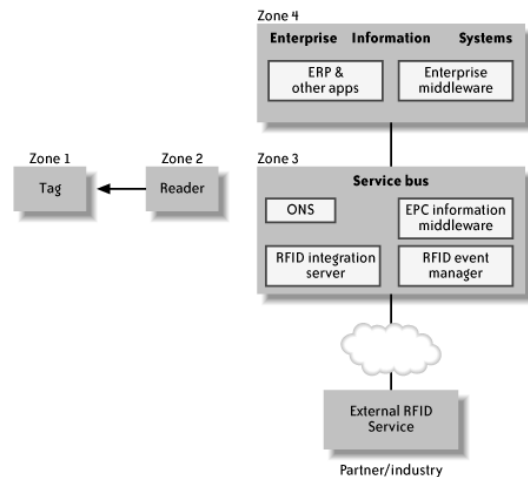 Zone 4
Enterprise Information Systems
ERP &
other apps
Enterprise
middleware
Zone 1
Tag
Zone 2
Reader
Zone 3
Service bus
ONS
EPC information
middleware
RFID integration
server
RFID event
manager
External RFID
Service
Partner/industry